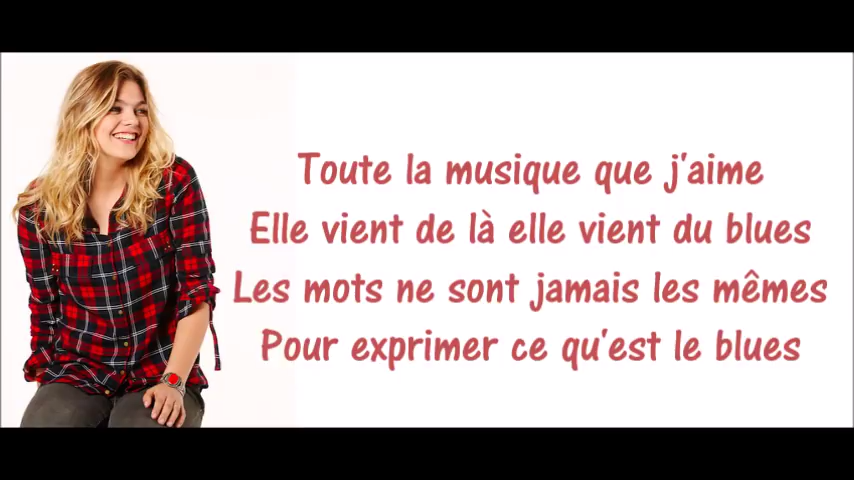 Toute la musique que j'aime
Elle vient de là elle vient du blues
Les mots ne sont jamais les mêmes
Pour exprimer ce qu'est le blues